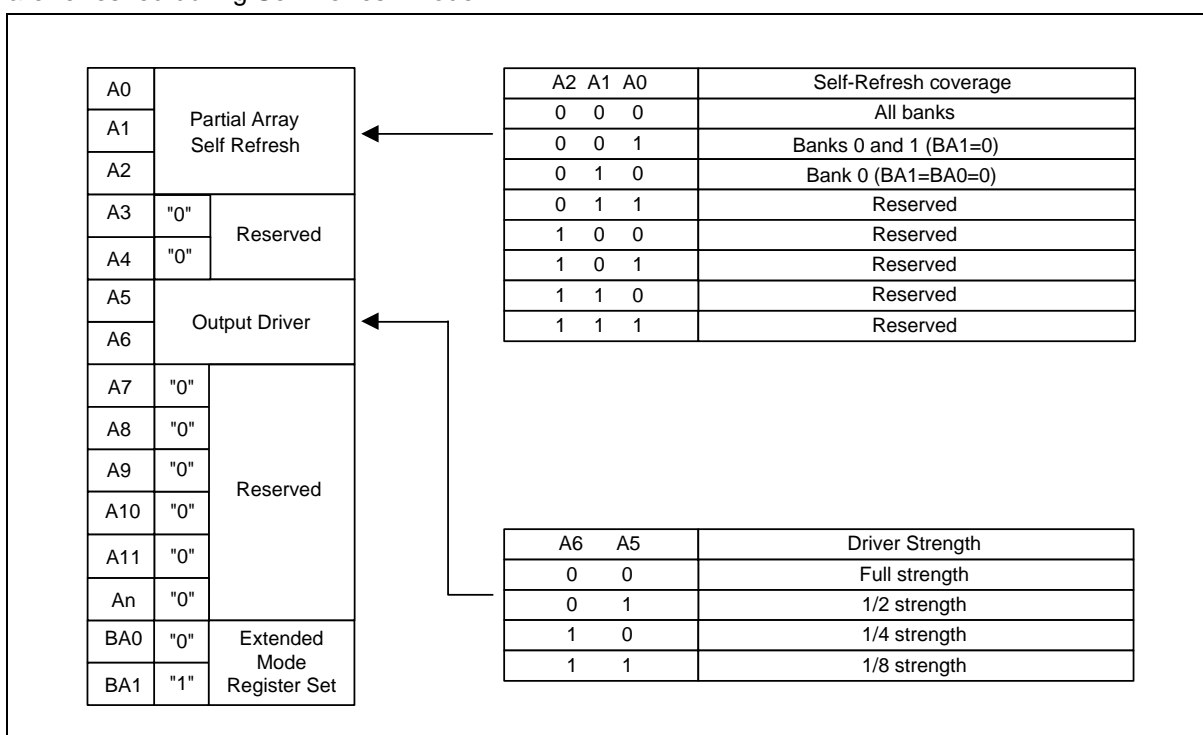 A0
A1
A2
Partial Array
Self Refresh
A3 "0"
A4 "0"
Reserved
A5
A6
Output Driver
A7 "0"
A8 "0"
A9 "0"
A10 "0"
A11 "0"
An "0"
Reserved
BA0 "0"
BA1 "1"
Extended
Mode
Register Set
A2 A1 A0 Self-Refresh coverage
0 0 0 All banks
0 0 1 Banks 0 and 1 (BA1=0)
0 1 0 Bank 0 (BA1=BA0=0)
0 1 1 Reserved
1 0 0 Reserved
1 0 1 Reserved
1 1 0 Reserved
1 1 1 Reserved
A6 A5 Driver Strength
0 0 Full strength
0 1 1/2 strength
1 0 1/4 strength
1 1 1/8 strength